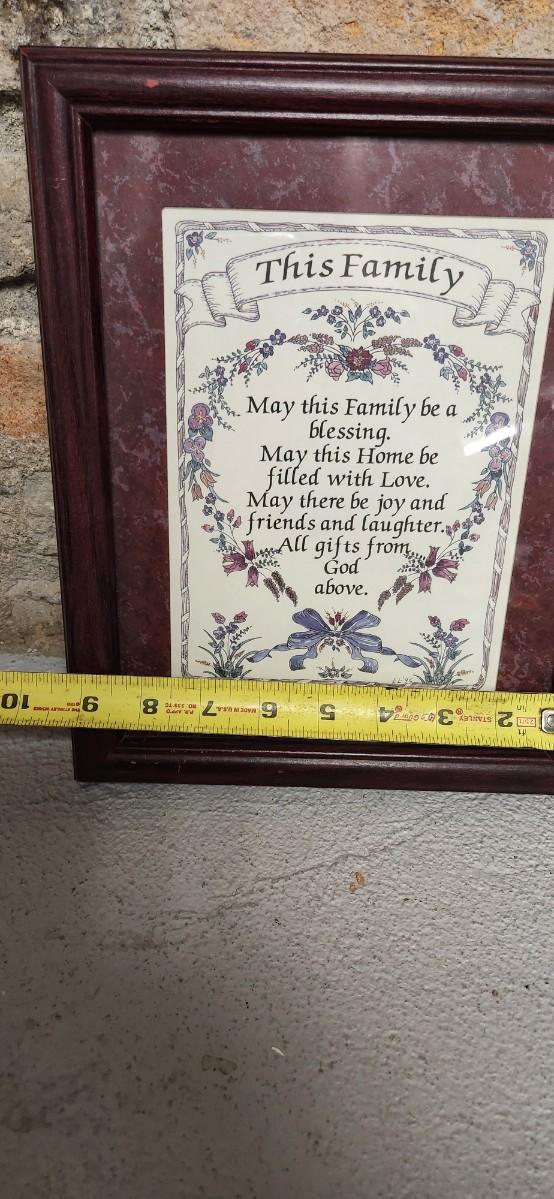 This Family
May this Family be a
blessing.
May this Home be
filled with Love.
May there be joy and
friends and laughter.
All gifts from
God
above.
2 3 4 5 6 7 8 9 10
ft
in
STANLEY
MADE IN U.S.A.